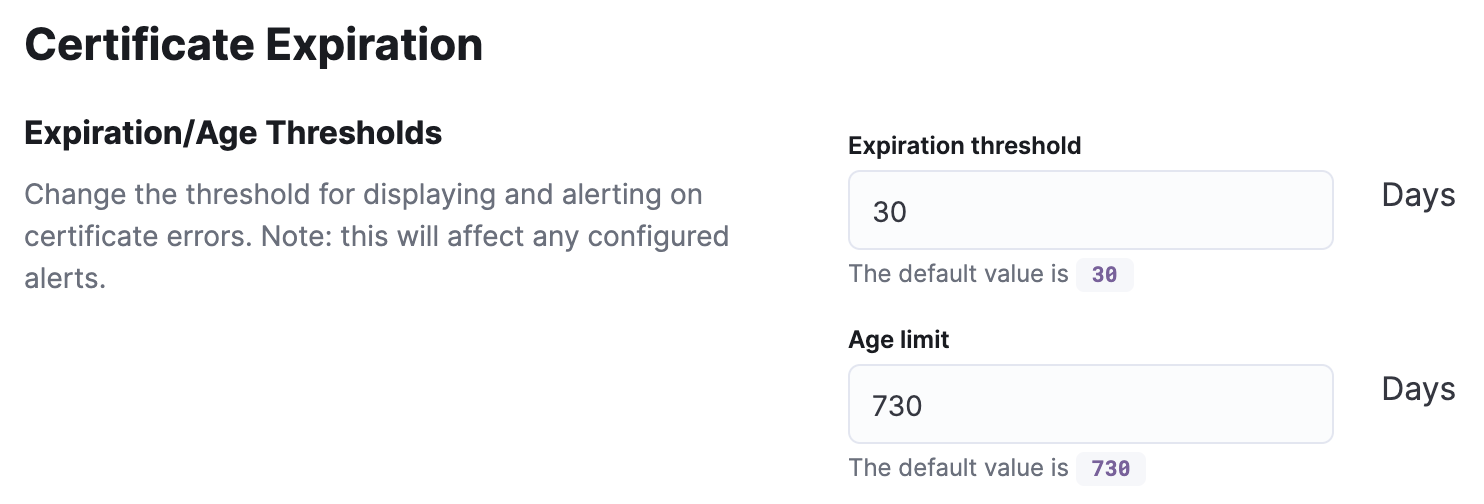 Certificate Expiration
Expiration/Age Thresholds
Change the threshold for displaying and alerting on
certificate errors. Note: this will affect any configured
alerts.
Expiration threshold
30
Days
The default value is 30
Age limit
730
Days
The default value is 730